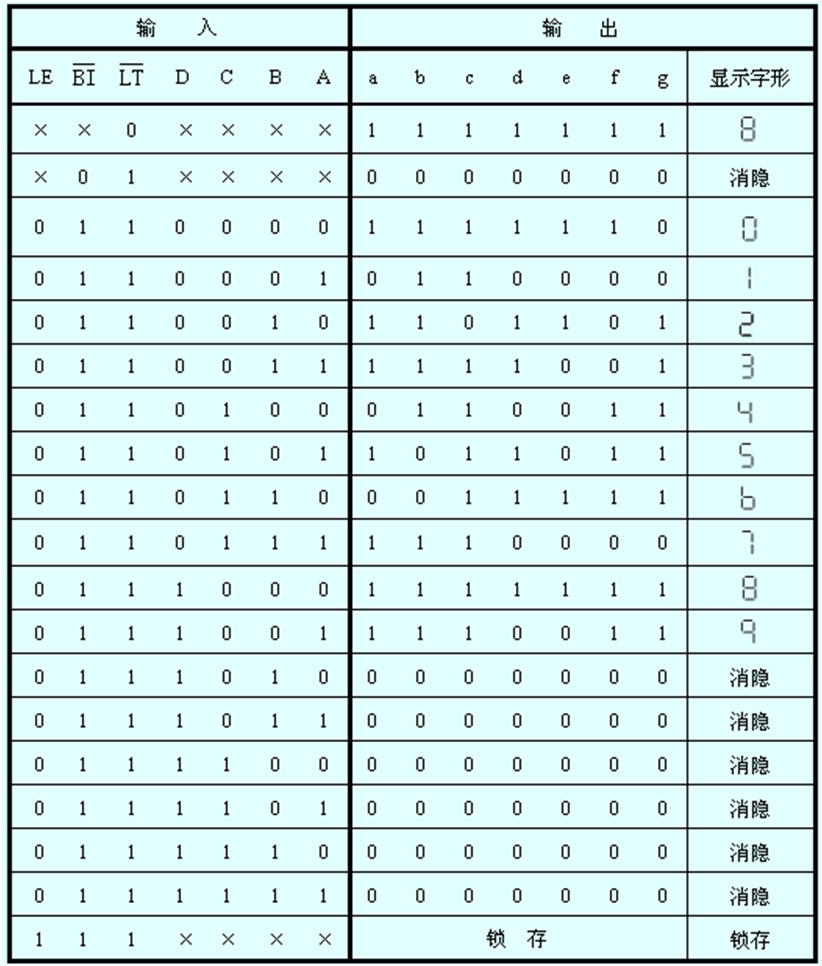 输 入 输 出
LE B̅I̅ L̅T̅ D C B A a b c d e f g 显示字形
× × 0 × × × × 1 1 1 1 1 1 1 8
× 0 1 × × × × 0 0 0 0 0 0 0 消隐
0 1 1 0 0 0 0 1 1 1 1 1 1 0 0
0 1 1 0 0 0 1 0 1 1 0 0 0 0 1
0 1 1 0 0 1 0 1 1 0 1 1 0 1 2
0 1 1 0 0 1 1 1 1 1 1 0 0 1 3
0 1 1 0 1 0 0 0 1 1 0 0 1 1 4
0 1 1 0 1 0 1 1 0 1 1 0 1 1 5
0 1 1 0 1 1 0 0 0 1 1 1 1 1 b
0 1 1 0 1 1 1 1 1 1 0 0 0 0 7
0 1 1 1 0 0 0 1 1 1 1 1 1 1 8
0 1 1 1 0 0 1 1 1 1 0 0 1 1 9
0 1 1 1 0 1 0 0 0 0 0 0 0 0 消隐
0 1 1 1 0 1 1 0 0 0 0 0 0 0 消隐
0 1 1 1 1 0 0 0 0 0 0 0 0 0 消隐
0 1 1 1 1 0 1 0 0 0 0 0 0 0 消隐
0 1 1 1 1 1 0 0 0 0 0 0 0 0 消隐
0 1 1 1 1 1 1 0 0 0 0 0 0 0 消隐
1 1 1 × × × × 锁 存 锁存